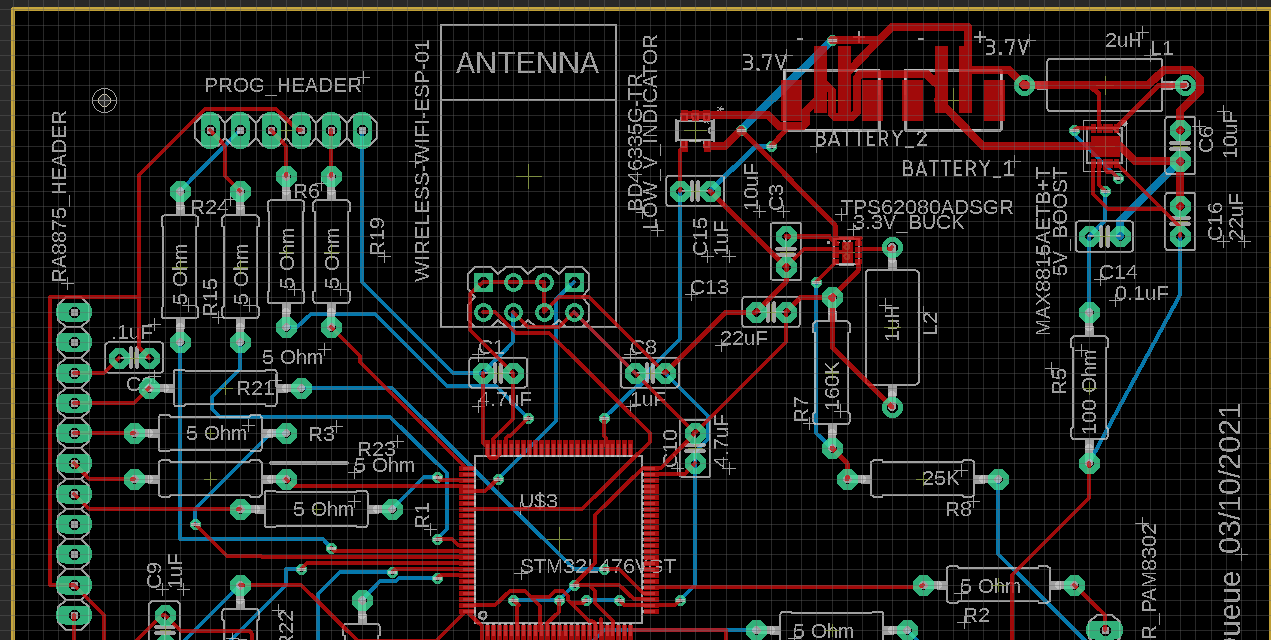 ANTENNA
PROG_HEADER
WIRELESS-WIFI-ESP-01
BD46335G-TR
LOW_V_INDICATOR
3.7V
-
+
-
+
3.7V
2uH
L1
BATTERY_2
BATTERY_1
C6
10uF
RA8875_HEADER
R24
R6
R19
5 Ohm
R15
5 Ohm
5 Ohm
5 Ohm
C15
1uF
10uF
C3
TPS62080ADSGR
3.3V_BUCK
MAX8815AETB+T
5V_BOOST
C16
22uF
C14
0.1uF
C13
22uF
1uH
L2
.1uF
5 Ohm
R21
C1
4.7uF
C8
1uF
160K
R7
R5
100 Ohm
5 Ohm
R3
R23
5 Ohm
C10
4.7uF
25K
R8
5 Ohm
R1
U$3
STM32L476VST
C9
1uF
R22
5 Ohm
R2
5 Ohm
R_PAM8302
ueue_03/10/2021